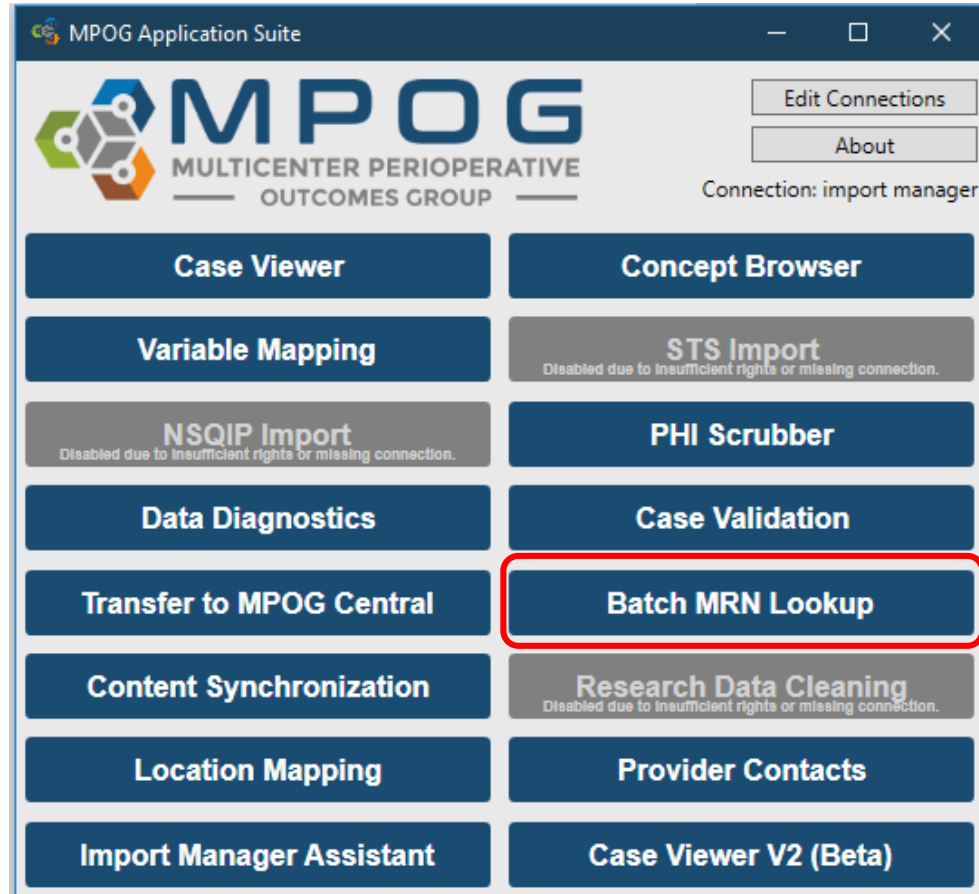 MPOG Application Suite
MPOG
MULTICENTER PERIOPERATIVE
OUTCOMES GROUP
Edit Connections
About
Connection: import manager
Case Viewer
Concept Browser
Variable Mapping
STS Import
Disabled due to insufficient rights or missing connection.
NSQIP Import
Disabled due to insufficient rights or missing connection.
PHI Scrubber
Data Diagnostics
Case Validation
Transfer to MPOG Central
Batch MRN Lookup
Content Synchronization
Research Data Cleaning
Disabled due to insufficient rights or missing connection.
Location Mapping
Provider Contacts
Import Manager Assistant
Case Viewer V2 (Beta)